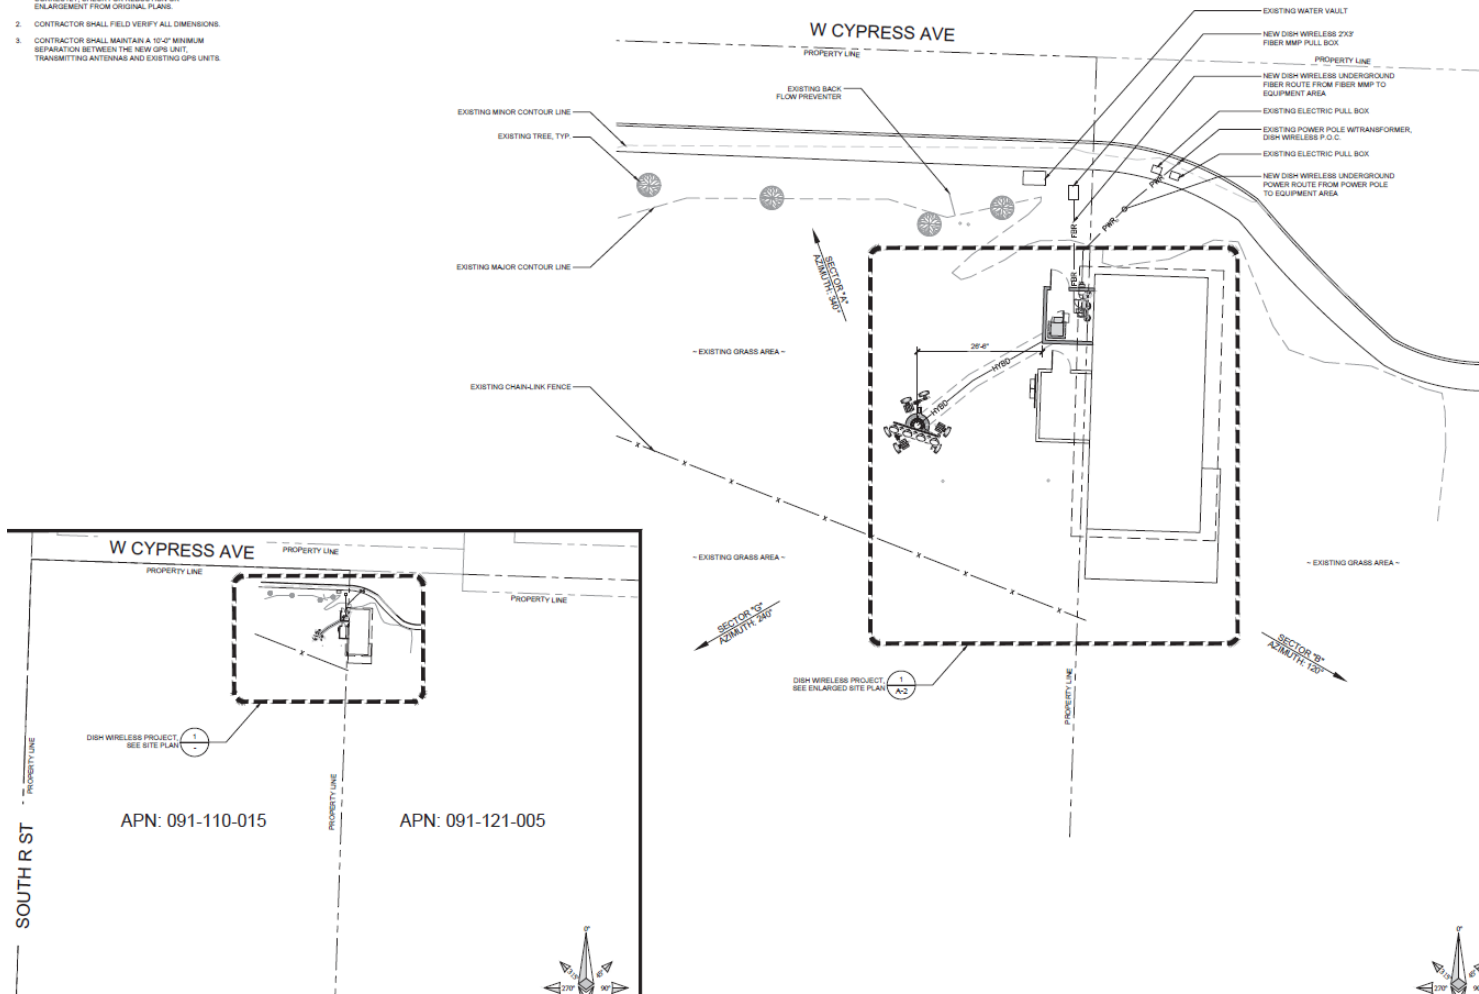 ENLARGEMENT FROM ORIGINAL PLANS.
2. CONTRACTOR SHALL FIELD VERIFY ALL DIMENSIONS.
3. CONTRACTOR SHALL MAINTAIN A 10'-0" MINIMUM
SEPARATION BETWEEN THE NEW GPS UNIT,
TRANSMITTING ANTENNAS AND EXISTING GPS UNITS.
W CYPRESS AVE
PROPERTY LINE
PROPERTY LINE
EXISTING WATER VAULT
NEW DISH WIRELESS 2'X3'
FIBER MMP PULL BOX
NEW DISH WIRELESS UNDERGROUND
FIBER ROUTE FROM FIBER MMP TO
EQUIPMENT AREA
EXISTING ELECTRIC PULL BOX
EXISTING POWER POLE W/TRANSFORMER,
DISH WIRELESS P.O.C.
EXISTING ELECTRIC PULL BOX
NEW DISH WIRELESS UNDERGROUND
POWER ROUTE FROM POWER POLE
TO EQUIPMENT AREA
EXISTING BACK
FLOW PREVENTER
EXISTING MINOR CONTOUR LINE
EXISTING TREE, TYP.
EXISTING MAJOR CONTOUR LINE
PWR
PWR
FBR
FBR
SECTOR "A"
AZIMUTH: 340°
~ EXISTING GRASS AREA ~
26'-6"
HYBD
HYBD
EXISTING CHAIN-LINK FENCE
~ EXISTING GRASS AREA ~
~ EXISTING GRASS AREA ~
SECTOR "G"
AZIMUTH: 240°
SECTOR "B"
AZIMUTH: 120°
DISH WIRELESS PROJECT,
SEE ENLARGED SITE PLAN
1
A-2
PROPERTY LINE
W CYPRESS AVE
PROPERTY LINE
PROPERTY LINE
PROPERTY LINE
DISH WIRELESS PROJECT,
SEE SITE PLAN
1
-
PROPERTY LINE
PROPERTY LINE
APN: 091-110-015
APN: 091-121-005
SOUTH R ST
0°
315°
45°
270°
90°
0°
315°
45°
270°